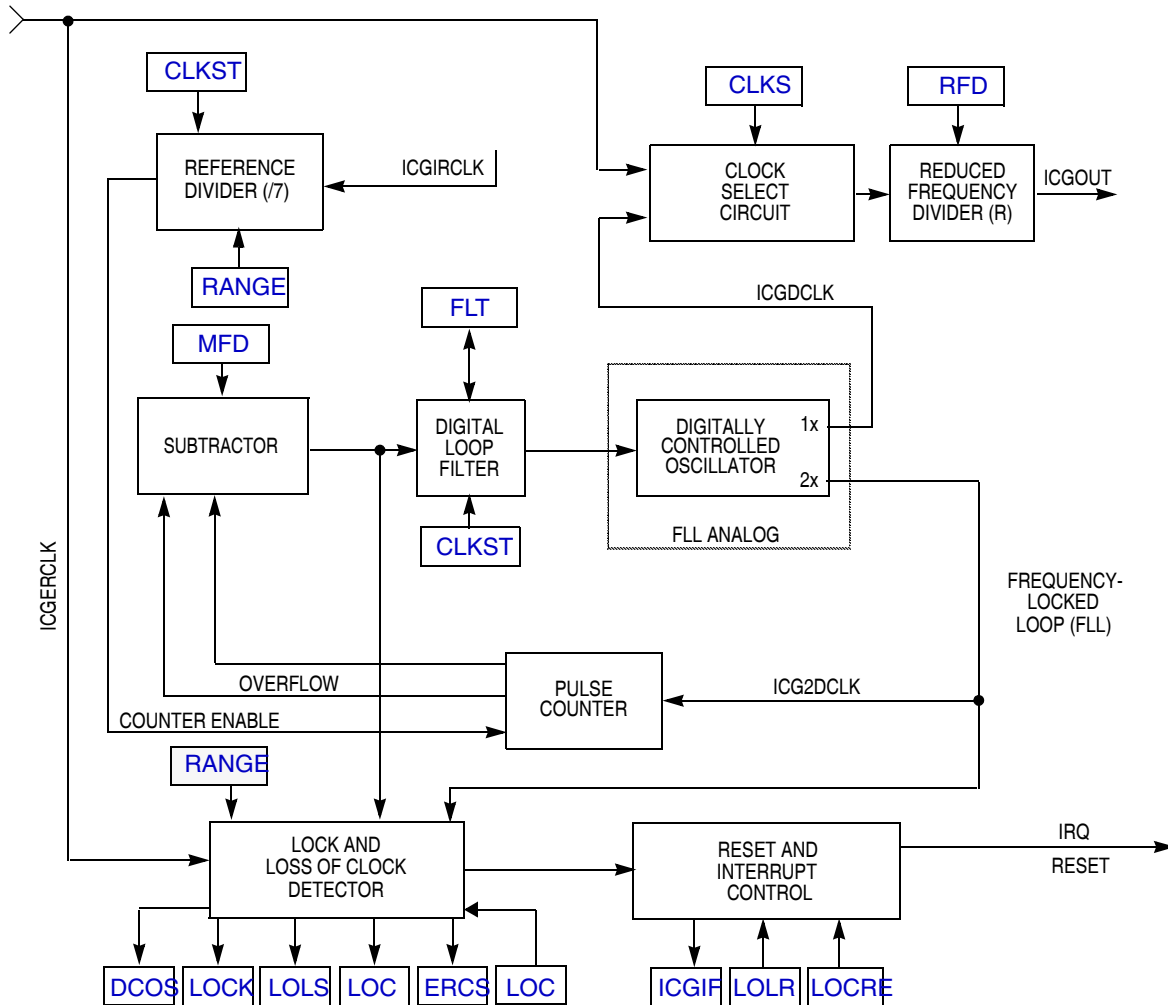 CLKST
CLKS
RFD
REFERENCE
DIVIDER (/7)
ICGIRCLK
CLOCK
SELECT
CIRCUIT
REDUCED
FREQUENCY
DIVIDER (R)
ICGOUT
RANGE
ICGDCLK
FLT
MFD
SUBTRACTOR
DIGITAL
LOOP
FILTER
DIGITALLY
CONTROLLED
OSCILLATOR
1x
2x
FLL ANALOG
CLKST
ICGERCLK
FREQUENCY-
LOCKED
LOOP (FLL)
OVERFLOW
COUNTER ENABLE
PULSE
COUNTER
ICG2DCLK
RANGE
LOCK AND
LOSS OF CLOCK
DETECTOR
RESET AND
INTERRUPT
CONTROL
IRQ
RESET
DCOS
LOCK
LOLS
LOC
ERCS
LOC
ICGIF
LOLR
LOCRE